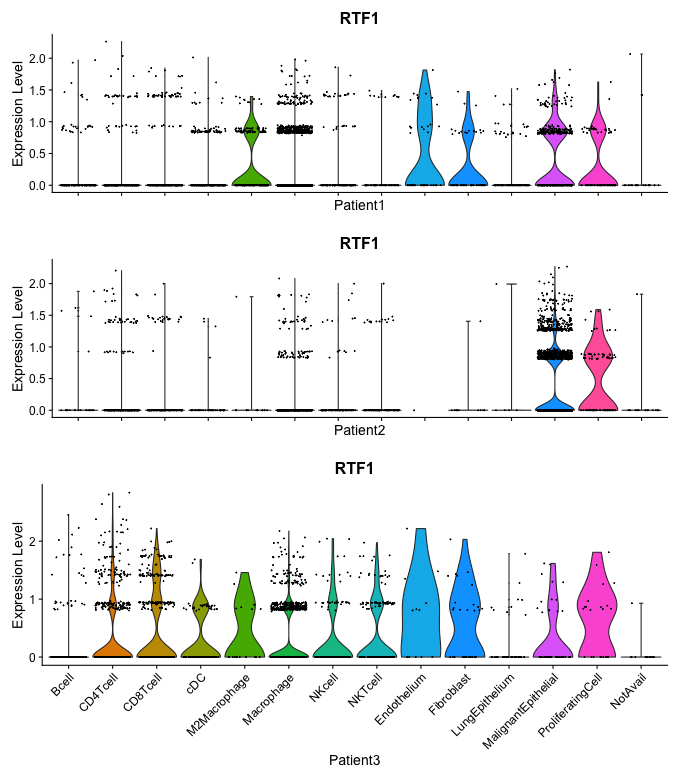 RTF1
Expression Level
2.0
1.5
1.0
0.5
0.0
Patient1
RTF1
Expression Level
2.0
1.5
1.0
0.5
0.0
Patient2
RTF1
Expression Level
2
1
0
Bcell
CD4Tcell
CD8Tcell
cDC
M2Macrophage
Macrophage
NKcell
NKTcell
Endothelium
Fibroblast
LungEpithelium
MalignantEpithelial
ProliferatingCell
NotAvail
Patient3